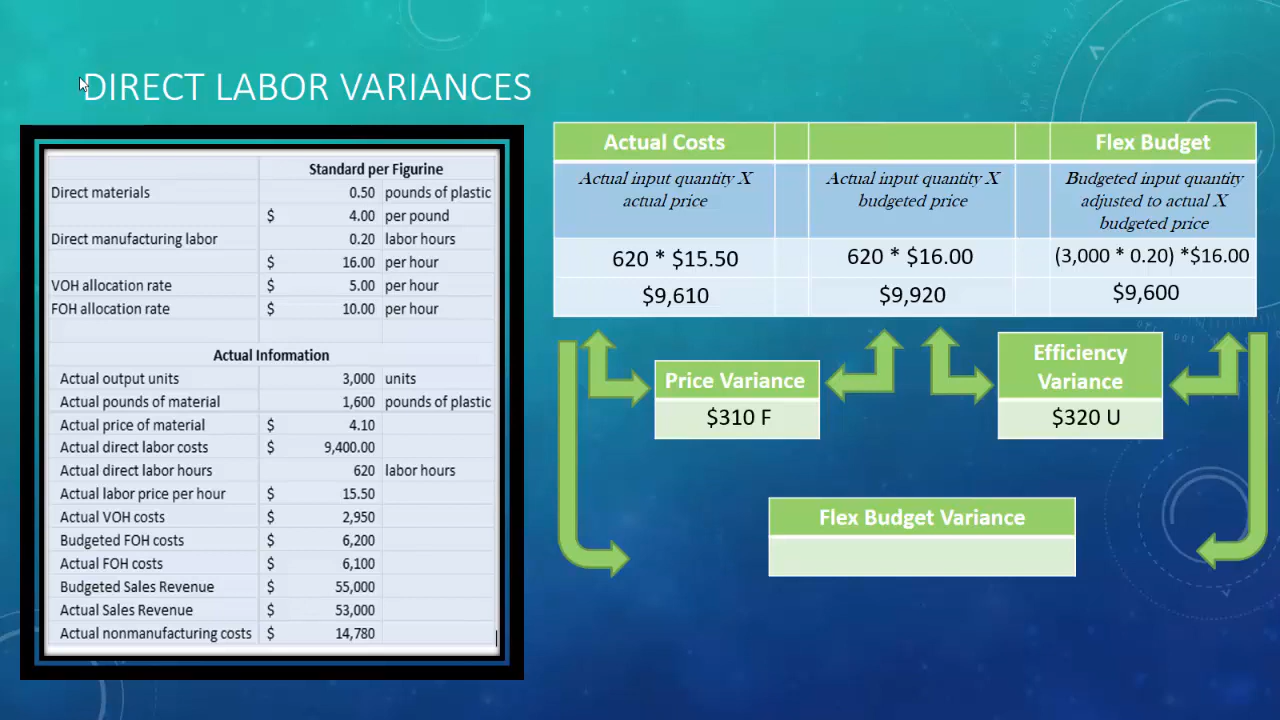 DIRECT LABOR VARIANCES
Standard per Figurine
Direct materials 0.50 pounds of plastic
$ 4.00 per pound
Direct manufacturing labor 0.20 labor hours
$ 16.00 per hour
VOH allocation rate $ 5.00 per hour
FOH allocation rate $ 10.00 per hour
Actual Information
Actual output units 3,000 units
Actual pounds of material 1,600 pounds of plastic
Actual price of material $ 4.10
Actual direct labor costs $ 9,400.00
Actual direct labor hours 620 labor hours
Actual labor price per hour $ 15.50
Actual VOH costs $ 2,950
Budgeted FOH costs $ 6,200
Actual FOH costs $ 6,100
Budgeted Sales Revenue $ 55,000
Actual Sales Revenue $ 53,000
Actual nonmanufacturing costs $ 14,780
Actual Costs Flex Budget
Actual input quantity X
actual price
Actual input quantity X
budgeted price
Budgeted input quantity
adjusted to actual X
budgeted price
620 * $15.50 620 * $16.00 (3,000 * 0.20) *$16.00
$9,610 $9,920 $9,600
Price Variance
$310 F
Efficiency
Variance
$320 U
Flex Budget Variance